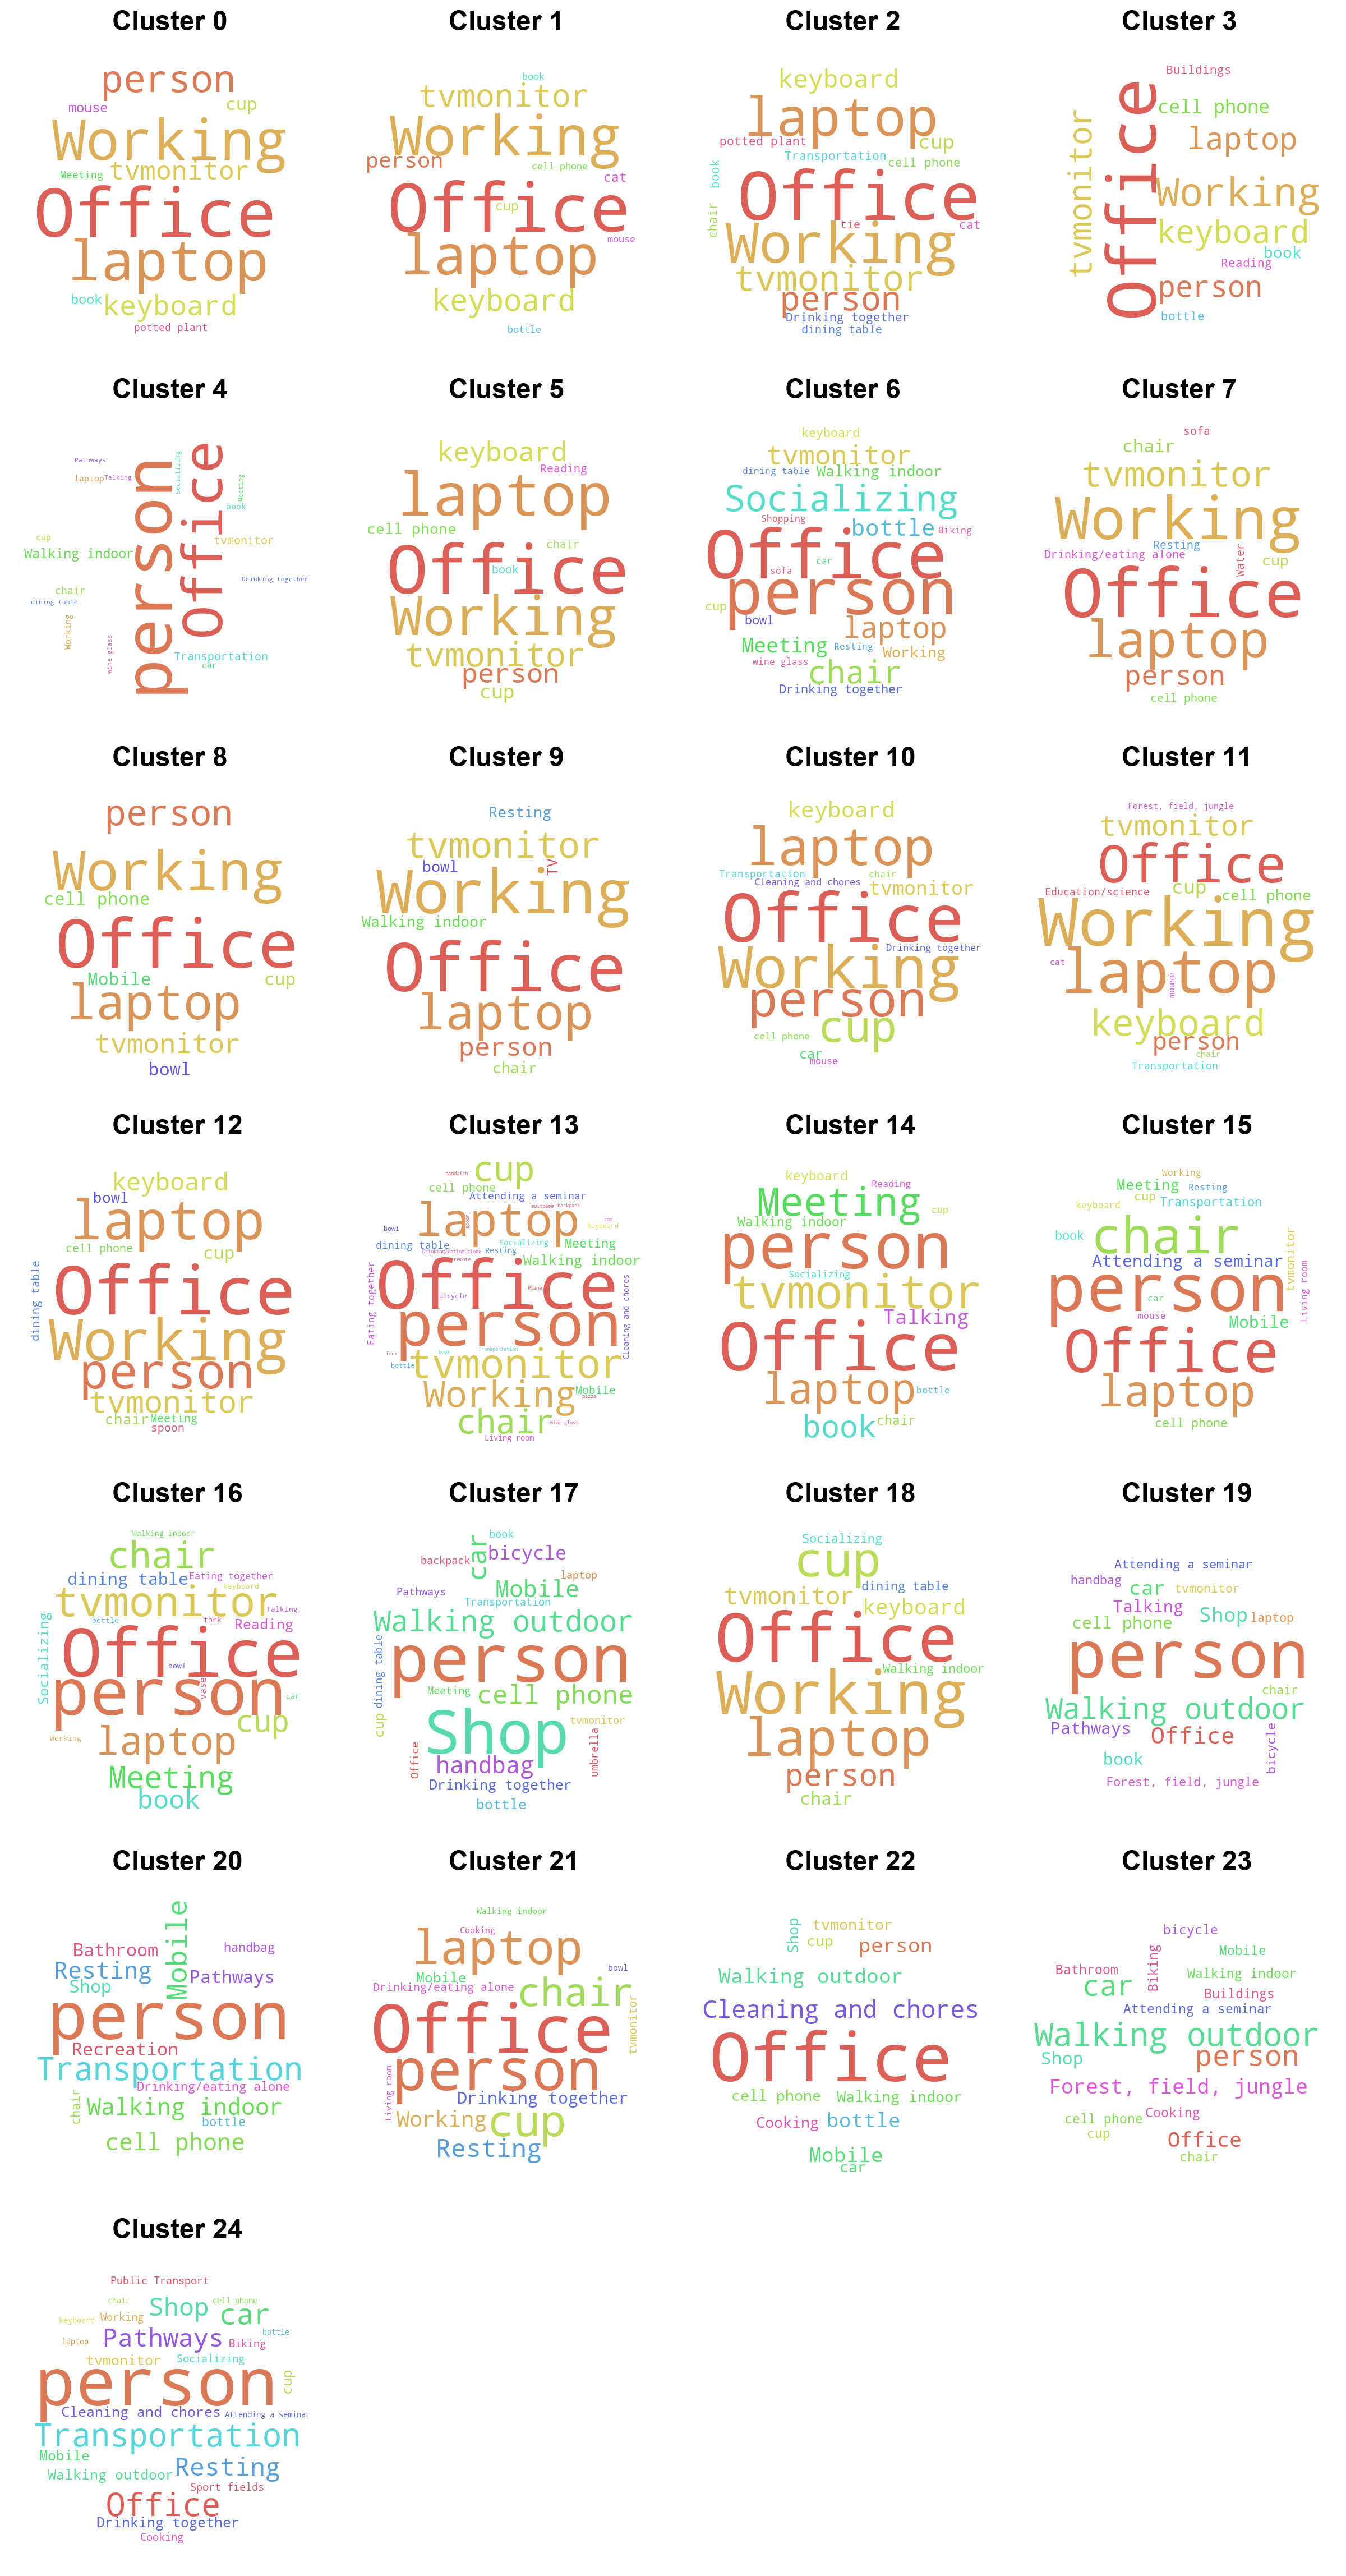 Cluster 0
person
mouse
cup
Working
Meeting
tvmonitor
Office
laptop
book
keyboard
potted plant
Cluster 1
book
tvmonitor
Working
person
cell phone
cat
Office
cup
mouse
laptop
keyboard
bottle
Cluster 2
keyboard
laptop
potted plant
cup
Transportation
cell phone
book
Office
chair
tie
cat
Working
tvmonitor
person
Drinking together
dining table
Cluster 3
Buildings
cell phone
tvmonitor
Office
laptop
Working
keyboard
book
Reading
person
bottle
Cluster 4
Pathways
laptop
Talking
person
Socializing
Office
Meeting
book
cup
Walking indoor
tvmonitor
Drinking together
chair
dining table
Working
wine glass
Transportation
car
Cluster 5
keyboard
Reading
laptop
cell phone
chair
Office
book
Working
tvmonitor
person
cup
Cluster 6
keyboard
tvmonitor
dining table
Walking indoor
Socializing
Shopping
bottle
Biking
Office
car
sofa
person
cup
bowl
laptop
Meeting
Resting
Working
wine glass
chair
Drinking together
Cluster 7
sofa
chair
tvmonitor
Working
Resting
Drinking/eating alone
Water
cup
Office
laptop
person
cell phone
Cluster 8
person
Working
cell phone
Office
Mobile
cup
laptop
tvmonitor
bowl
Cluster 9
Resting
tvmonitor
bowl
TV
Working
Walking indoor
Office
laptop
person
chair
Cluster 10
keyboard
laptop
Transportation
chair
Cleaning and chores
tvmonitor
Office
Drinking together
Working
person
cup
cell phone
car
mouse
Cluster 11
Forest, field, jungle
tvmonitor
Office
Education/science
cup
cell phone
Working
cat
laptop
mouse
keyboard
person
chair
Transportation
Cluster 12
keyboard
bowl
laptop
cell phone
cup
dining table
Office
Working
person
tvmonitor
chair
Meeting
spoon
Cluster 13
sandwich
cup
cell phone
Attending a seminar
suitcase
backpack
laptop
spoon
cat
keyboard
bowl
dining table
Socializing
Meeting
Drinking/eating alone
Resting
remote
Walking indoor
Eating together
Office
bicycle
Plane
Cleaning and chores
person
fork
book
Transportation
bottle
tvmonitor
Working
Mobile
pizza
chair
wine glass
Living room
Cluster 14
keyboard
Reading
Meeting
cup
Walking indoor
person
Socializing
tvmonitor
Talking
Office
laptop
bottle
book
chair
Cluster 15
Working
Meeting
Resting
cup
Transportation
keyboard
book
chair
Attending a seminar
tvmonitor
person
Living room
car
mouse
Mobile
Office
laptop
cell phone
Cluster 16
Walking indoor
chair
dining table
Eating together
keyboard
tvmonitor
Talking
bottle
fork
Reading
Socializing
Office
bowl
person
vase
car
cup
Working
laptop
Meeting
book
Cluster 17
book
car
bicycle
backpack
laptop
Pathways
Mobile
Transportation
Walking outdoor
person
dining table
Meeting
cell phone
cup
Shop
tvmonitor
Office
umbrella
handbag
Drinking together
bottle
Cluster 18
Socializing
cup
tvmonitor
dining table
keyboard
Office
Walking indoor
Working
laptop
person
chair
Cluster 19
Attending a seminar
handbag
car
tvmonitor
Talking
Shop
laptop
cell phone
person
chair
Walking outdoor
Pathways
Office
bicycle
book
Forest, field, jungle
Cluster 20
Mobile
Bathroom
handbag
Resting
Pathways
Shop
person
Recreation
Transportation
Drinking/eating alone
chair
Walking indoor
bottle
cell phone
Cluster 21
Walking indoor
Cooking
laptop
bowl
Mobile
Drinking/eating alone
chair
tvmonitor
Office
person
Living room
Drinking together
Working
cup
Resting
Cluster 22
Shop
tvmonitor
cup
person
Walking outdoor
Cleaning and chores
Office
cell phone
Walking indoor
Cooking
bottle
Mobile
car
Cluster 23
bicycle
Mobile
Bathroom
Biking
Walking indoor
car
Buildings
Attending a seminar
Walking outdoor
Shop
person
Forest, field, jungle
Cooking
cell phone
cup
Office
chair
Cluster 24
Public Transport
chair
cell phone
Shop
keyboard
Working
car
bottle
laptop
Pathways
Biking
tvmonitor
Socializing
person
cup
Cleaning and chores
Attending a seminar
Transportation
Mobile
Walking outdoor
Resting
Sport fields
Office
Drinking together
Cooking